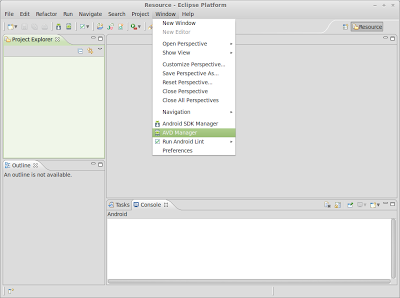 Resource - Eclipse Platform
File Edit Refactor Run Navigate Search Project Window Help
Resource
Project Explorer
New Window
New Editor
Open Perspective
Show View
Customize Perspective...
Save Perspective As...
Reset Perspective...
Close Perspective
Close All Perspectives
Navigation
Android SDK Manager
AVD Manager
Run Android Lint
Preferences
Outline
An outline is not available.
Tasks Console
Android